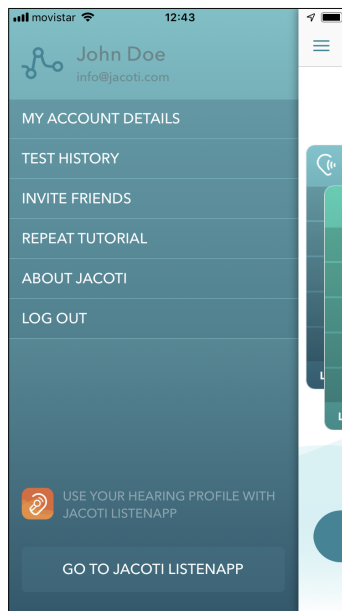 movistar 12:43
John Doe
info@jacoti.com
MY ACCOUNT DETAILS
TEST HISTORY
INVITE FRIENDS
REPEAT TUTORIAL
ABOUT JACOTI
LOG OUT
L
L
USE YOUR HEARING PROFILE WITH
JACOTI LISTENAPP
GO TO JACOTI LISTENAPP